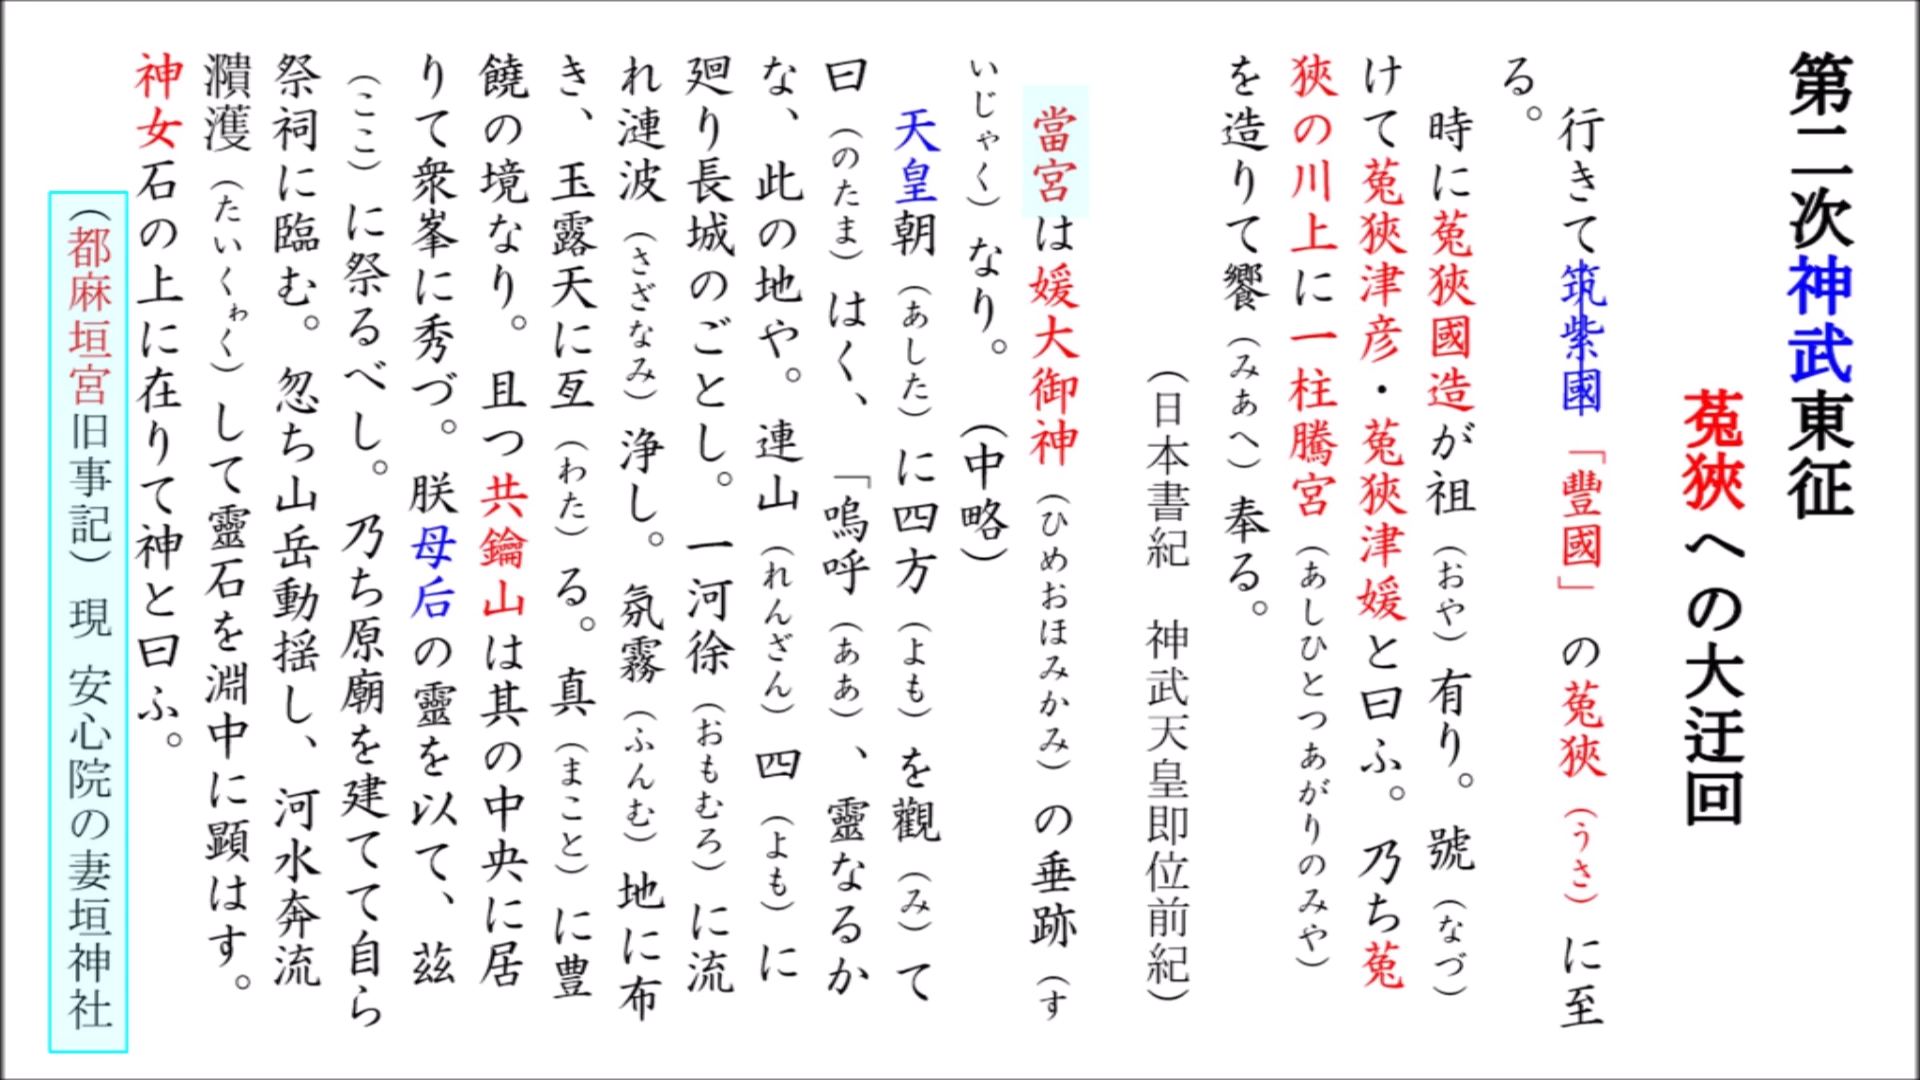 第二次神武東征
菟狹への大迂回
行きて筑紫國「豐國」の菟狹（うさ）に至
る。
時に菟狹國造が祖（おや）有り。號（なづ）
けて菟狹津彦・菟狹津媛と曰ふ。乃ち菟
狹の川上に一柱騰宮（あしひとつあがりのみや）
を造りて饗（みあへ）奉る。
（日本書紀　神武天皇即位前紀）
當宮は媛大御神（ひめおほみかみ）の垂跡（す
いじゃく）なり。（中略）
天皇朝（あした）に四方（よも）を觀（み）て
曰（のたま）はく、「嗚呼（ああ）、靈なるか
な、此の地や。連山（れんざん）四（よも）に
廻り長城のごとし。一河徐（おもむろ）に流
れ漣波（さざなみ）浄し。氛霧（ふんむ）地に布
き、玉露天に亙（わた）る。真（まこと）に豊
饒の境なり。且つ共鑰山は其の中央に居
りて衆峯に秀づ。朕母后の靈を以て、茲
（ここ）に祭るべし。乃ち原廟を建てて自ら
祭祠に臨む。忽ち山岳動揺し、河水奔流
瀆濩（たいくゎく）して靈石を淵中に顕はす。
神女石の上に在りて神と曰ふ。
（都麻垣宮旧事記）現 安心院の妻垣神社